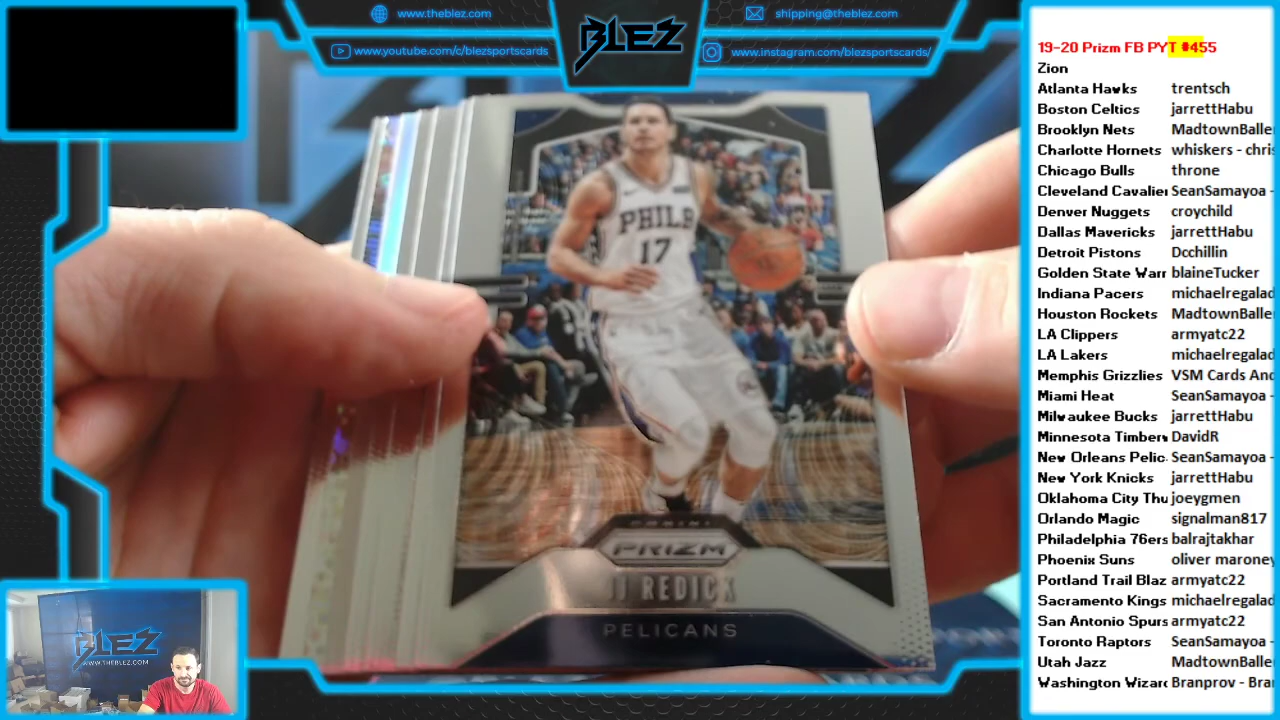 www.theblez.com
shipping@theblez.com
BLEZ
www.youtube.com/c/blezsportscards
www.instagram.com/blezsportscards/
19-20 Prizm FB PYT #455
Zion
Atlanta Hawks trentsch
Boston Celtics jarrettHabu
Brooklyn Nets MadtownBalle
Charlotte Hornets whiskers - chris
Chicago Bulls throne
Cleveland Cavalier SeanSamayoa -
Denver Nuggets croychild
Dallas Mavericks jarrettHabu
Detroit Pistons Dcchillin
Golden State Warr blaineTucker
Indiana Pacers michaelregalad
Houston Rockets MadtownBalle
LA Clippers armyatc22
LA Lakers michaelregalad
Memphis Grizzlies VSM Cards And
Miami Heat SeanSamayoa -
Milwaukee Bucks jarrettHabu
Minnesota Timberw DavidR
New Orleans Pelic SeanSamayoa -
New York Knicks jarrettHabu
Oklahoma City Thu joeygmen
Orlando Magic signalman817
Philadelphia 76ers balrajtakhar
Phoenix Suns oliver maroney
Portland Trail Blaz armyatc22
Sacramento Kings michaelregalad
San Antonio Spurs armyatc22
Toronto Raptors SeanSamayoa -
Utah Jazz MadtownBalle
Washington Wizard Branprov - Bran
PHILA
17
PANINI
PRIZM
JJ REDICK
PELICANS
BLEZ
WWW.THEBLEZ.COM